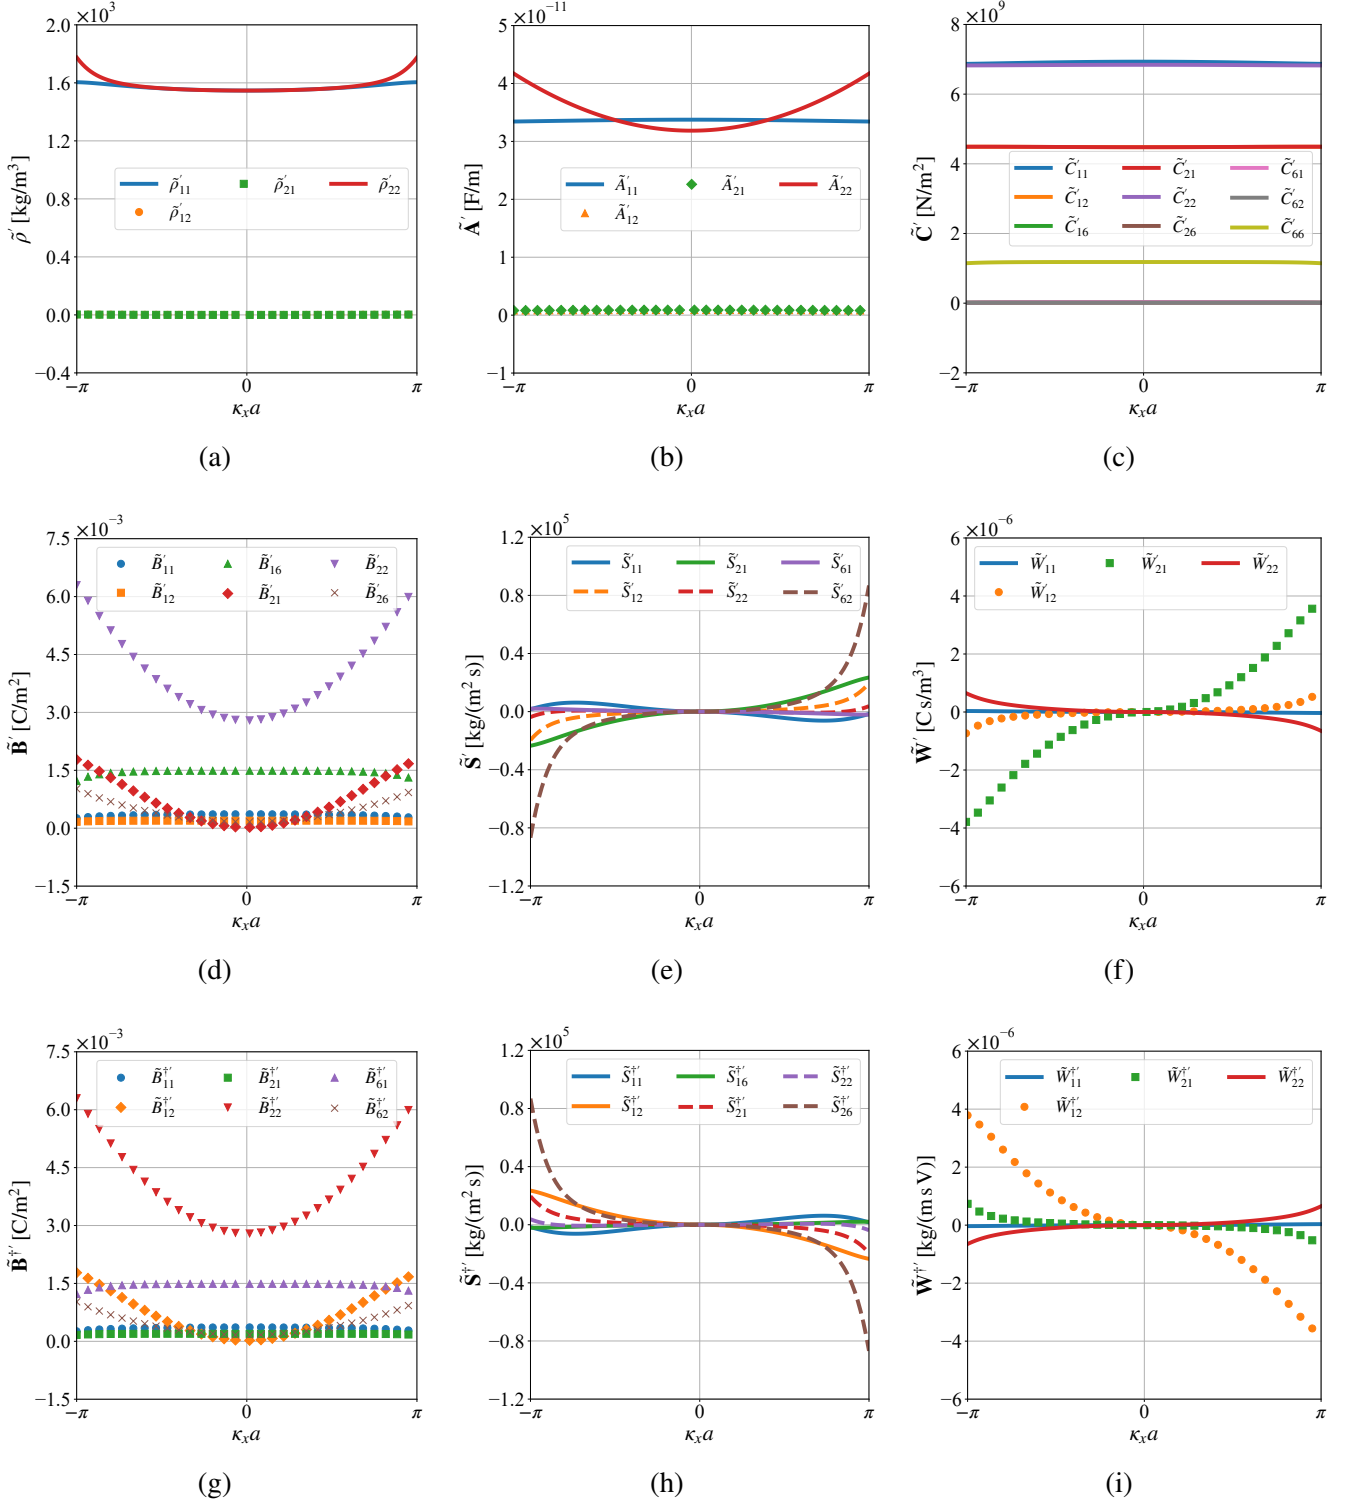 ×10³
2.0
1.6
1.2
0.8
0.4
0.0
−0.4
ρ̃′ [kg/m³]
ρ̃′₁₁ ρ̃′₂₁ ρ̃′₂₂
ρ̃′₁₂
−π 0 π
κₓa
(a)
×10⁻¹¹
5
4
3
2
1
0
−1
Ã′ [F/m]
Ã′₁₁ Ã′₂₁ Ã′₂₂
Ã′₁₂
−π 0 π
κₓa
(b)
×10⁹
8
6
4
2
0
−2
C̃′ [N/m²]
C̃′₁₁ C̃′₂₁ C̃′₆₁
C̃′₁₂ C̃′₂₂ C̃′₆₂
C̃′₁₆ C̃′₂₆ C̃′₆₆
−π 0 π
κₓa
(c)
×10⁻³
7.5
6.0
4.5
3.0
1.5
0.0
−1.5
B̃′ [C/m²]
B̃′₁₁ B̃′₁₆ B̃′₂₂
B̃′₁₂ B̃′₂₁ B̃′₂₆
−π 0 π
κₓa
(d)
×10⁵
1.2
0.8
0.4
0.0
−0.4
−0.8
−1.2
S̃′ [kg/(m² s)]
S̃′₁₁ S̃′₂₁ S̃′₆₁
S̃′₁₂ S̃′₂₂ S̃′₆₂
−π 0 π
κₓa
(e)
×10⁻⁶
6
4
2
0
−2
−4
−6
W̃′ [C s/m³]
W̃′₁₁ W̃′₂₁ W̃′₂₂
W̃′₁₂
−π 0 π
κₓa
(f)
×10⁻³
7.5
6.0
4.5
3.0
1.5
0.0
−1.5
B̃†′ [C/m²]
B̃†′₁₁ B̃†′₂₁ B̃†′₆₁
B̃†′₁₂ B̃†′₂₂ B̃†′₆₂
−π 0 π
κₓa
(g)
×10⁵
1.2
0.8
0.4
0.0
−0.4
−0.8
−1.2
S̃†′ [kg/(m² s)]
S̃†′₁₁ S̃†′₁₆ S̃†′₂₂
S̃†′₁₂ S̃†′₂₁ S̃†′₂₆
−π 0 π
κₓa
(h)
×10⁻⁶
6
4
2
0
−2
−4
−6
W̃†′ [kg/(m s V)]
W̃†′₁₁ W̃†′₂₁ W̃†′₂₂
W̃†′₁₂
−π 0 π
κₓa
(i)